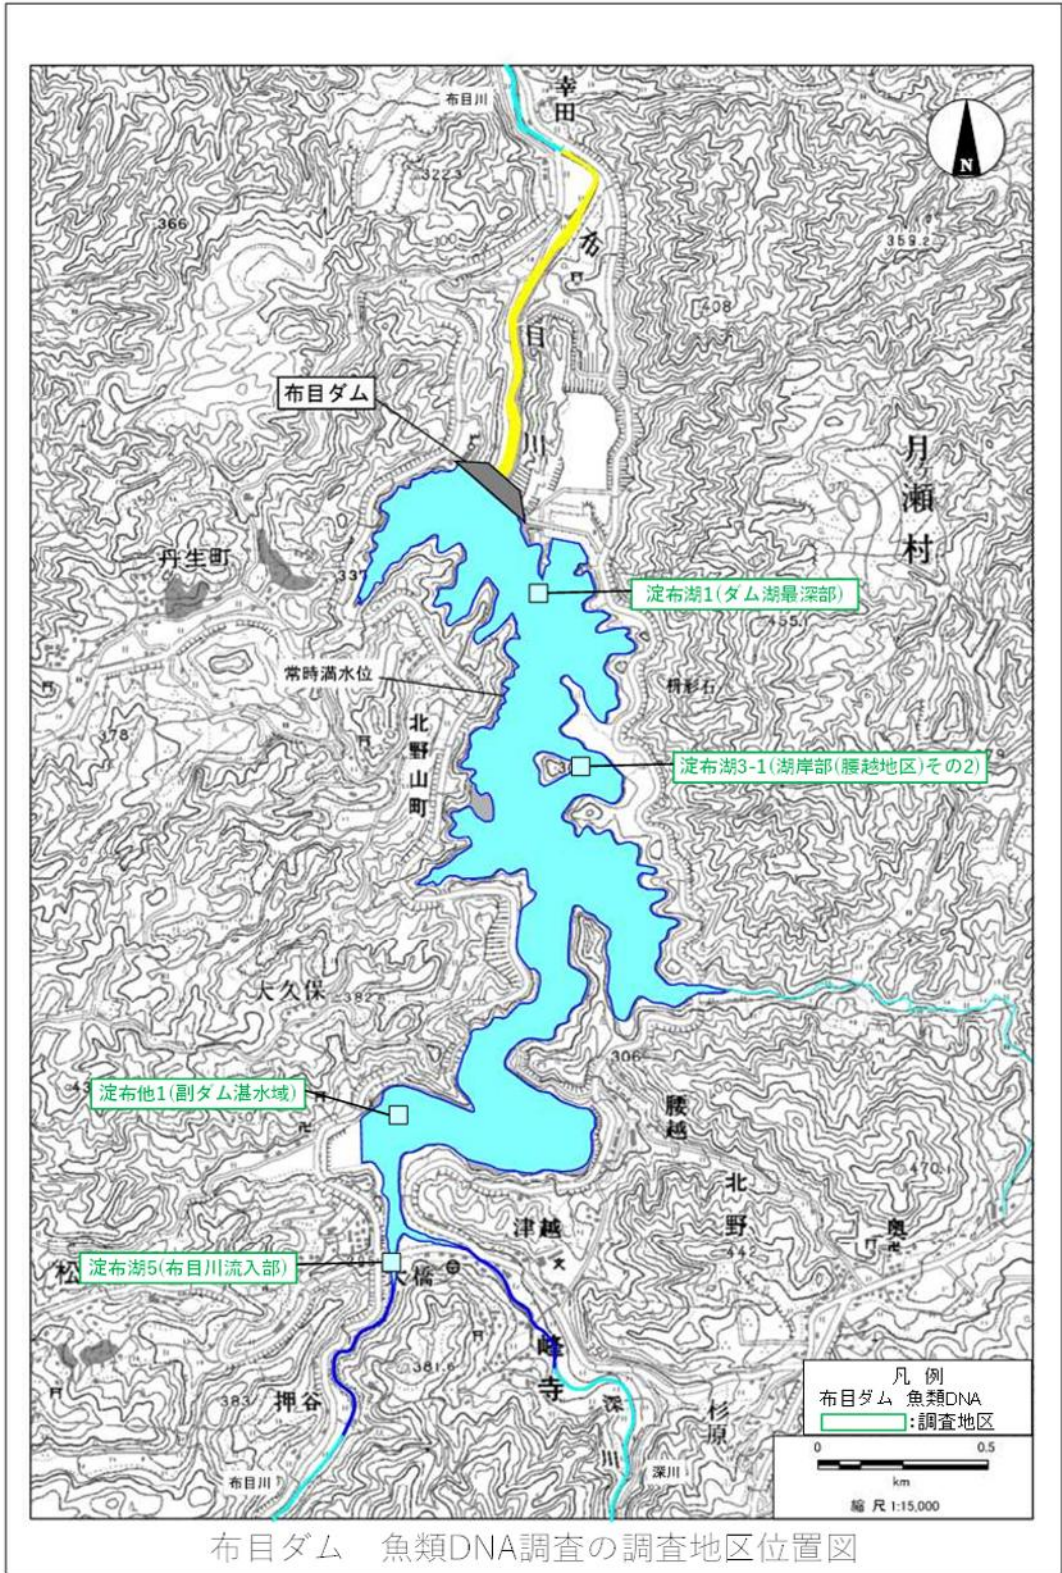 布目川
幸田
322.3
366
300
359.2
布
408
目
布目ダム
川
月ヶ瀬村
丹生町
337
淀布湖1(ダム湖最深部)
455.1
常時満水位
桝形石
北野山町
378
淀布湖3-1(湖岸部(腰越地区)その2)
大久保
382
306
淀布他1(副ダム湛水域)
腰越
470.1
北野
津越
奥
淀布湖5(布目川流入部)
大橋
峰寺
381.6
383
押谷
深川
杉原
布目川
深川
凡 例
布目ダム 魚類DNA
:調査地区
0 0.5
km
縮 尺 1:15,000
N
布目ダム 魚類DNA調査の調査地区位置図